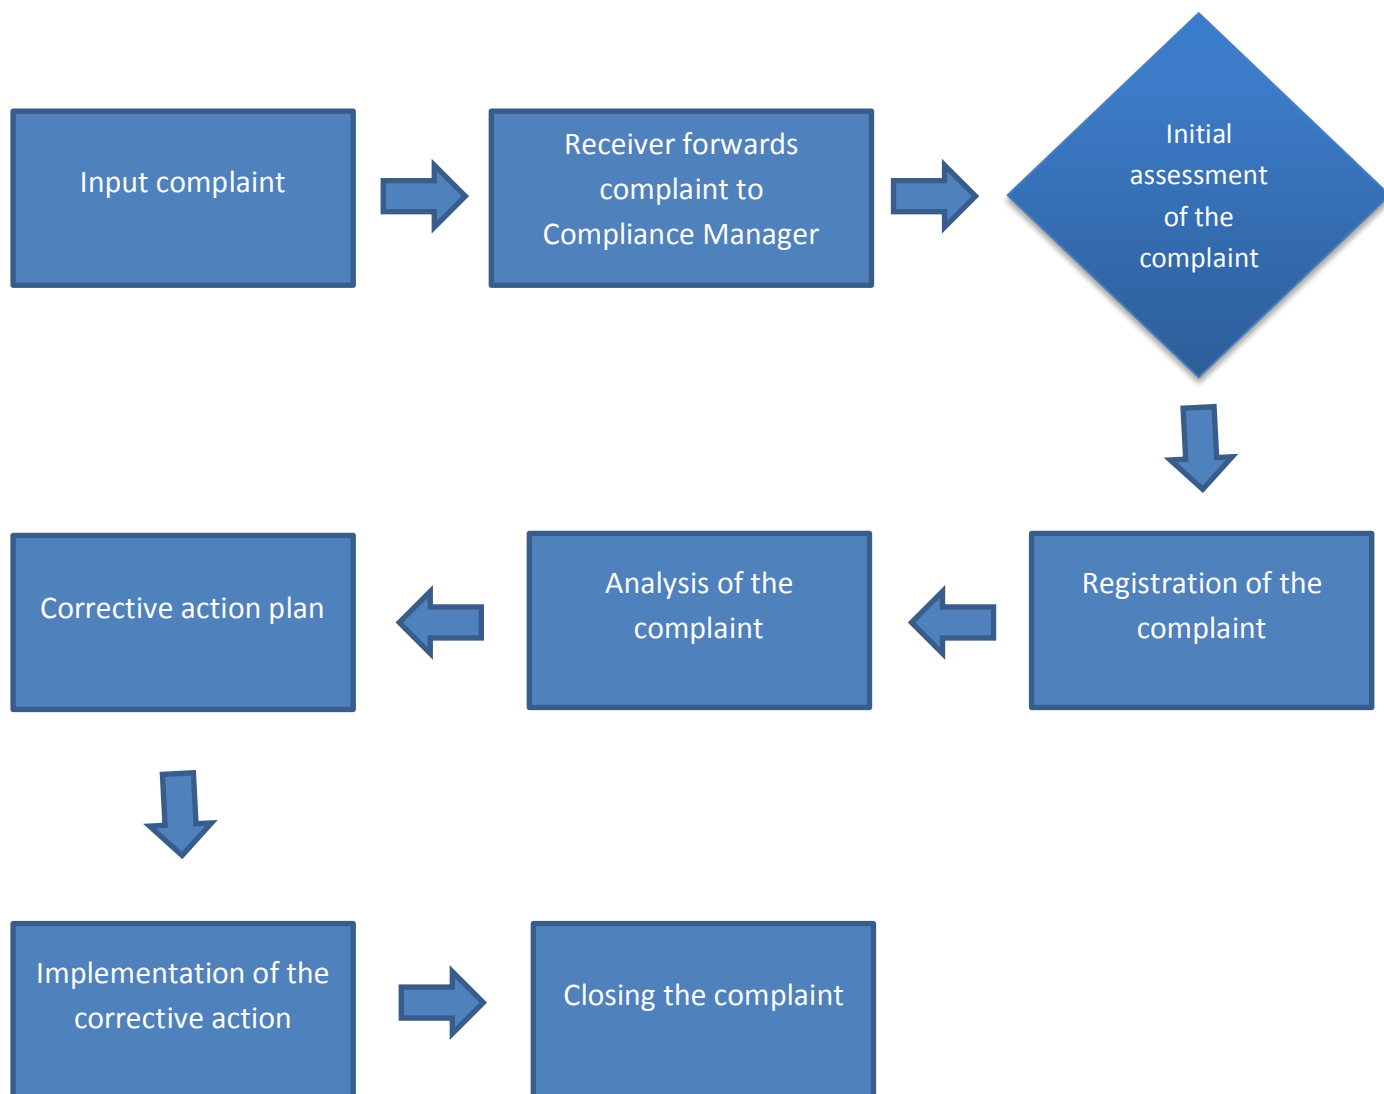 Input complaint
Receiver forwards
complaint to
Compliance Manager
Initial
assessment
of the
complaint
Registration of the
complaint
Analysis of the
complaint
Corrective action plan
Implementation of the
corrective action
Closing the complaint